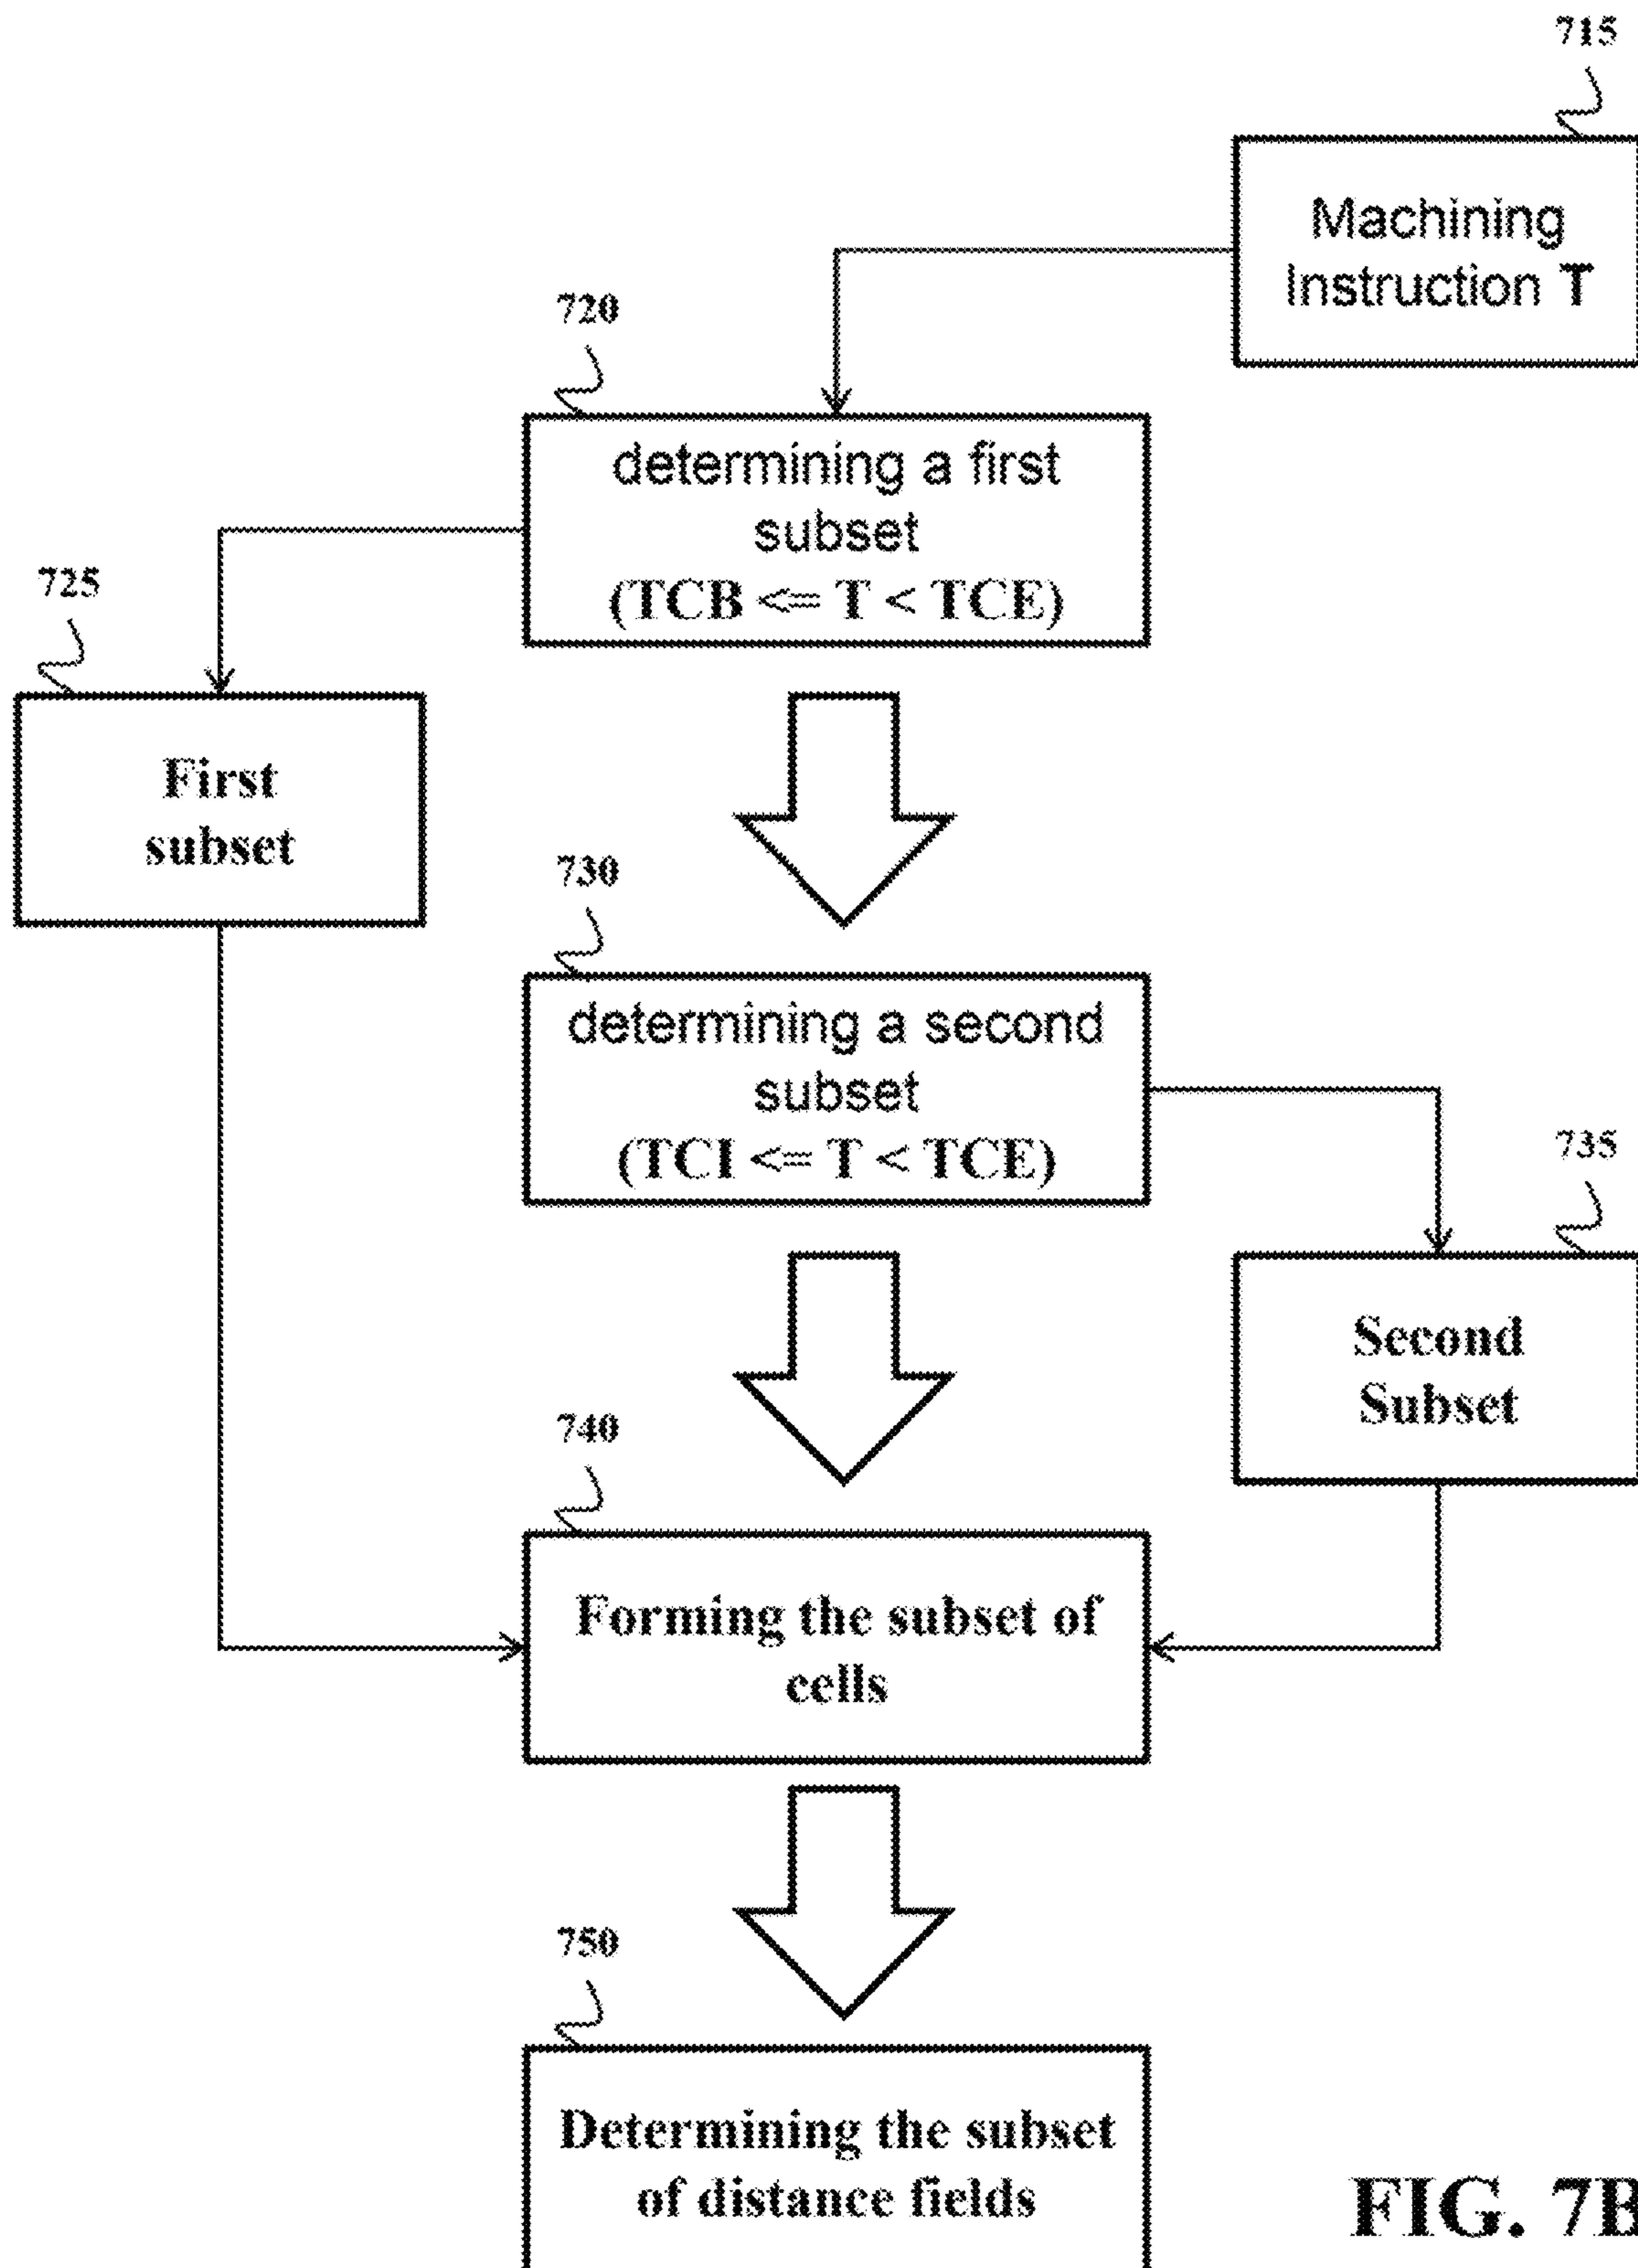 715
Machining
Instruction T
720
determining a first
subset
(TCB <= T < TCE)
725
First
subset
730
determining a second
subset
(TCI <= T < TCE)
735
Second
Subset
740
Forming the subset of
cells
750
Determining the subset
of distance fields
FIG. 7B